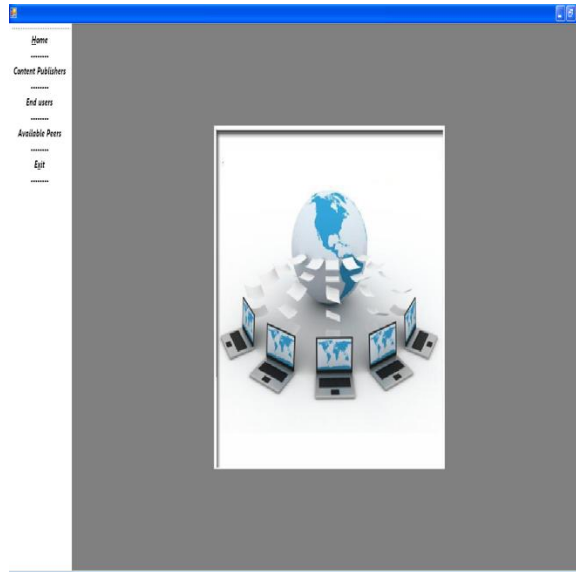 Home
--------
Content Publishers
--------
End users
--------
Available Peers
--------
Exit
--------